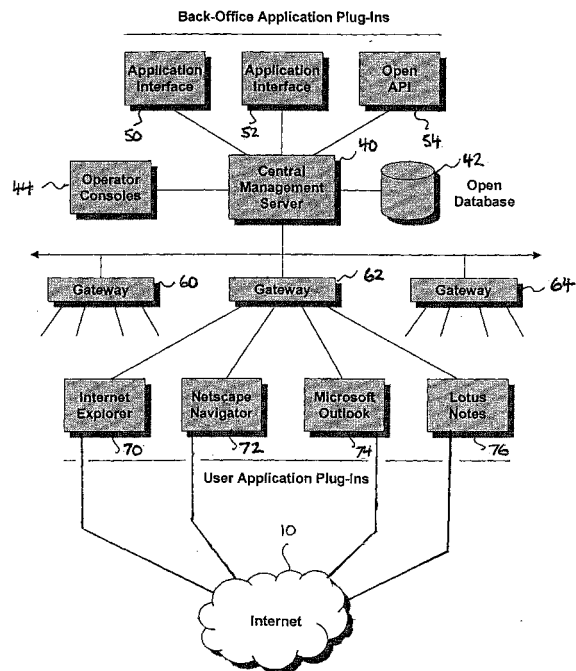 Back-Office Application Plug-Ins
Application
Interface
Application
Interface
Open
API
50
52
54
40
42
44
Operator
Consoles
Central
Management
Server
Open
Database
Gateway
60
Gateway
62
Gateway
64
Internet
Explorer
Netscape
Navigator
Microsoft
Outlook
Lotus
Notes
70
72
74
76
User Application Plug-Ins
10
Internet